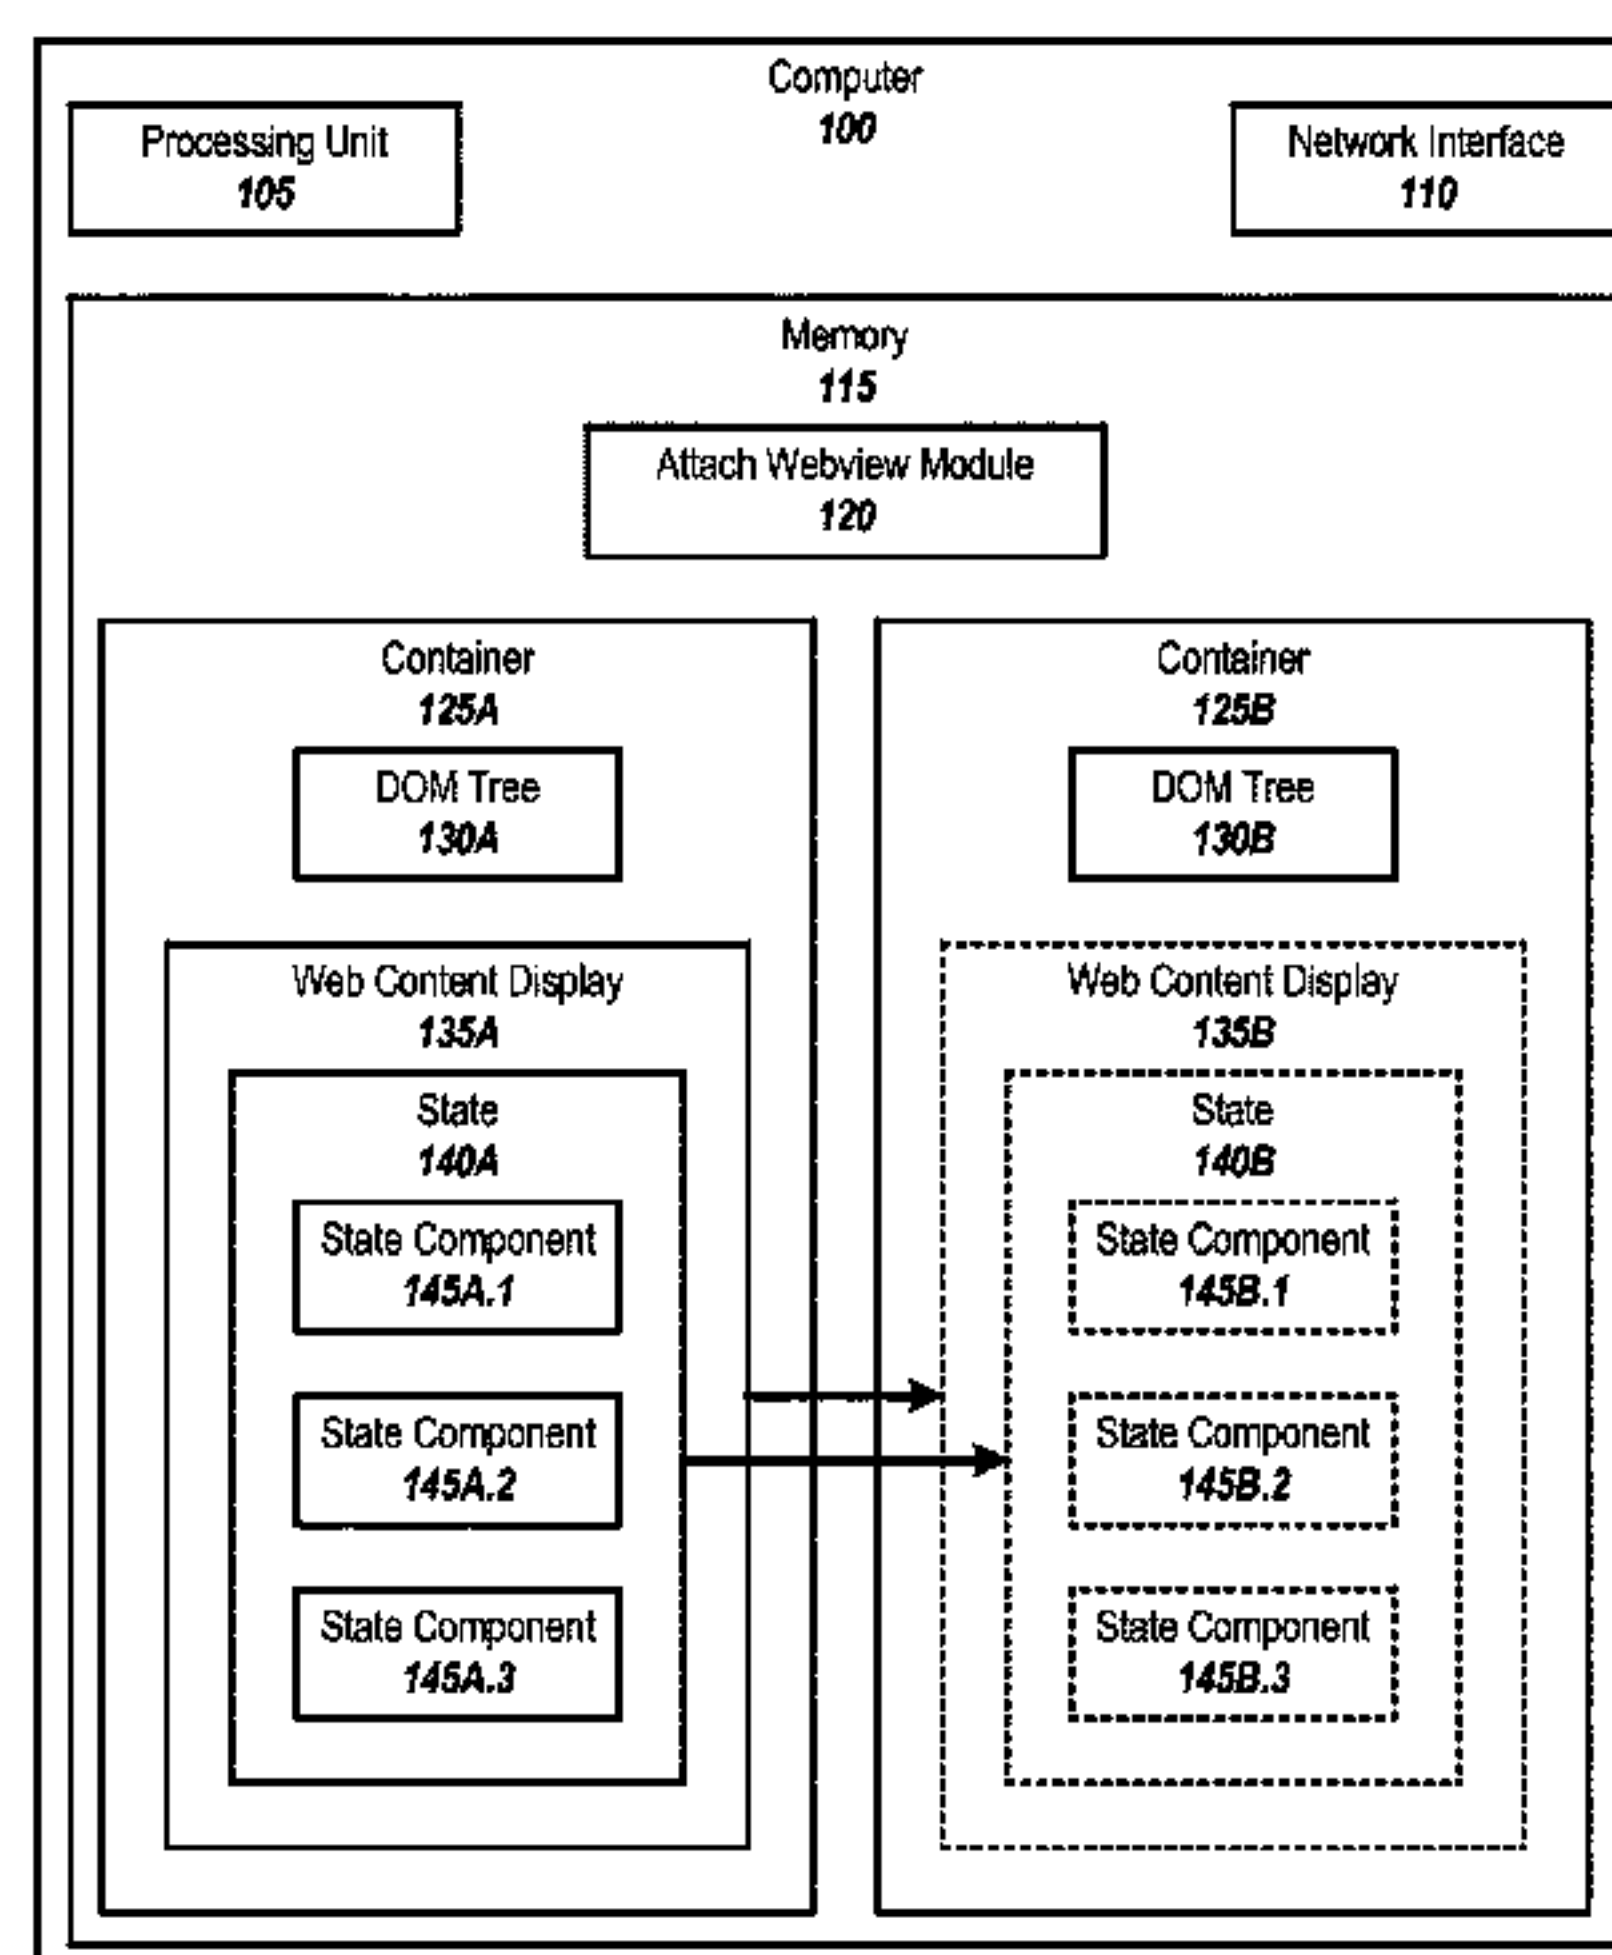 Computer
100
Processing Unit
105
Network Interface
110
Memory
115
Attach Webview Module
120
Container
125A
DOM Tree
130A
Web Content Display
135A
State
140A
State Component
145A.1
State Component
145A.2
State Component
145A.3
Container
125B
DOM Tree
130B
Web Content Display
135B
State
140B
State Component
145B.1
State Component
145B.2
State Component
145B.3